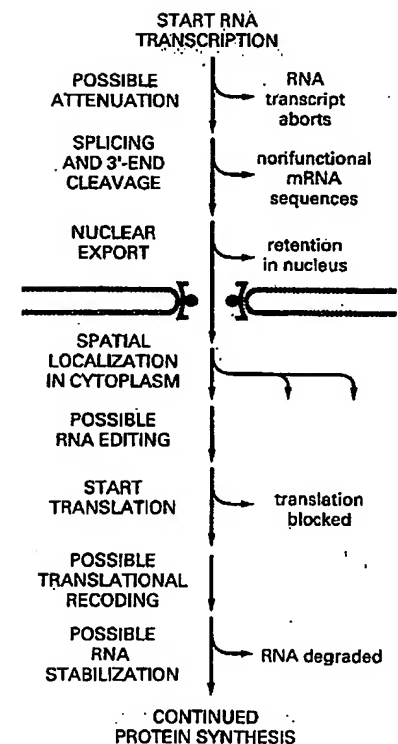 START RNA
TRANSCRIPTION
POSSIBLE
ATTENUATION
RNA
transcript
aborts
SPLICING
AND 3'-END
CLEAVAGE
nonfunctional
mRNA
sequences
NUCLEAR
EXPORT
retention
in nucleus
SPATIAL
LOCALIZATION
IN CYTOPLASM
POSSIBLE
RNA EDITING
START
TRANSLATION
translation
blocked
POSSIBLE
TRANSLATIONAL
RECODING
POSSIBLE
RNA
STABILIZATION
RNA degraded
CONTINUED
PROTEIN SYNTHESIS